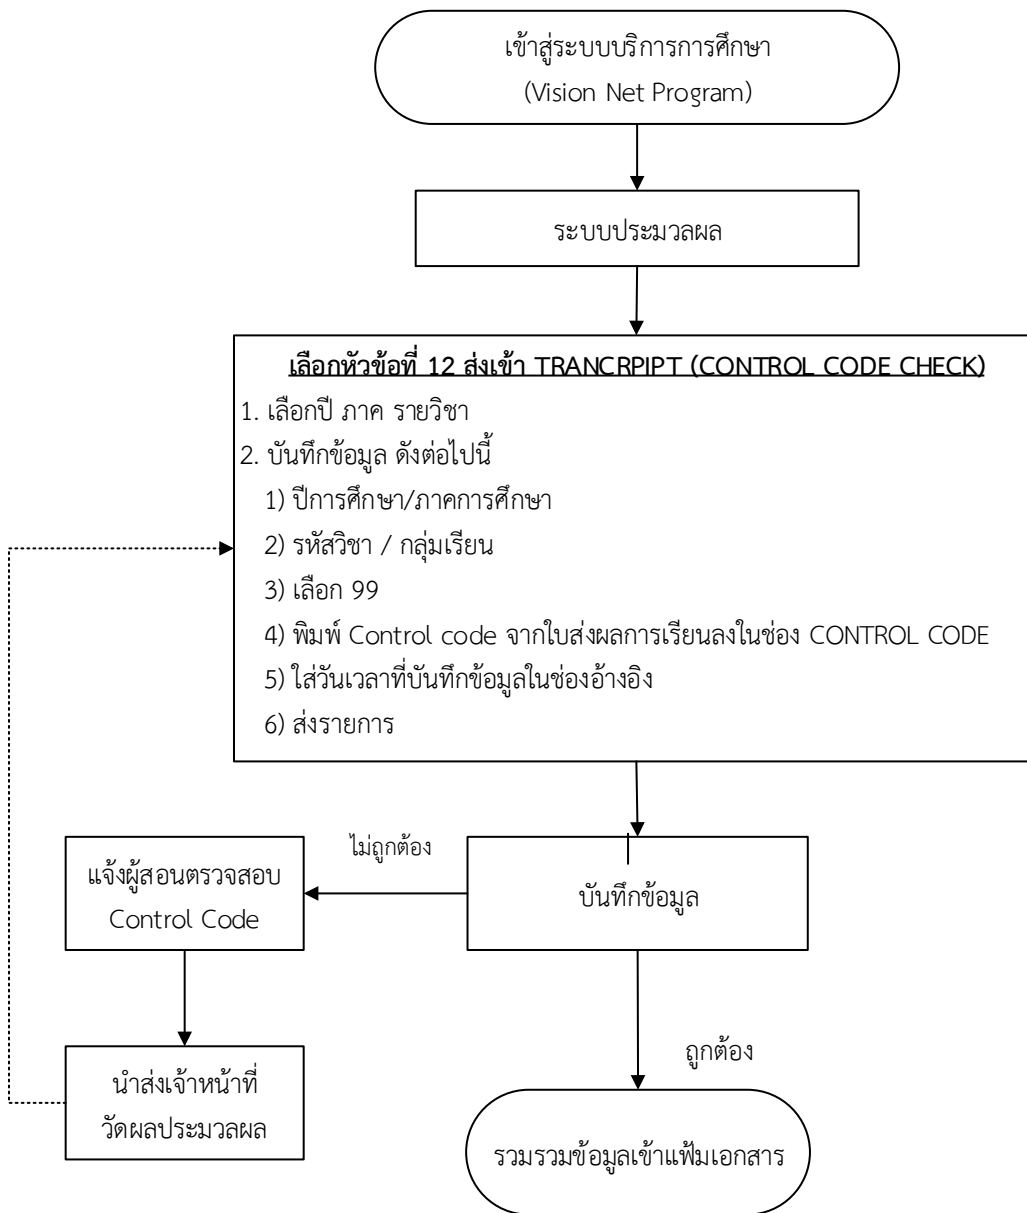 เข้าสู่ระบบบริการการศึกษา
(Vision Net Program)
ระบบประมวลผล
เลือกหัวข้อที่ 12 ส่งเข้า TRANCRPIPT (CONTROL CODE CHECK)
1. เลือกปี ภาค รายวิชา
2. บันทึกข้อมูล ดังต่อไปนี้
1) ปีการศึกษา/ภาคการศึกษา
2) รหัสวิชา / กลุ่มเรียน
3) เลือก 99
4) พิมพ์ Control code จากใบส่งผลการเรียนลงในช่อง CONTROL CODE
5) ใส่วันเวลาที่บันทึกข้อมูลในช่องอ้างอิง
6) ส่งรายการ
ไม่ถูกต้อง
แจ้งผู้สอนตรวจสอบ
Control Code
บันทึกข้อมูล
ถูกต้อง
นำส่งเจ้าหน้าที่
วัดผลประมวลผล
รวมรวมข้อมูลเข้าแฟ้มเอกสาร